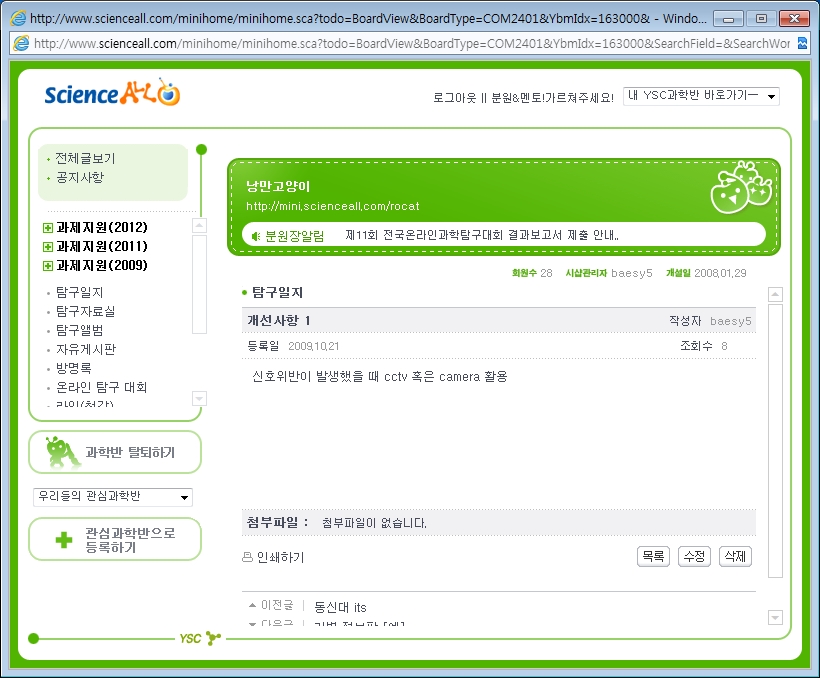 http://www.scienceall.com/minihome/minihome.sca?todo=BoardView&BoardType=COM2401&YbmIdx=163000& - Windo...
http://www.scienceall.com/minihome/minihome.sca?todo=BoardView&BoardType=COM2401&YbmIdx=163000&SearchField=&SearchWor
Science ALL
로그아웃 || 분원&멘토!가르쳐주세요!
내 YSC과학반 바로가기ㅡ
전체글보기
공지사항
과제지원(2012)
과제지원(2011)
과제지원(2009)
탐구일지
탐구자료실
탐구앨범
자유게시판
방명록
온라인 탐구 대회
과학반 탈퇴하기
우리들의 관심과학반
관심과학반으로
등록하기
낭만고양이
http://mini.scienceall.com/rocat
분원장알림 제11회 전국온라인과학탐구대회 결과보고서 제출 안내..
회원수 28 시샵관리자 baesy5 개설일 2008.01.29
탐구일지
개선사항 1 작성자 baesy5
등록일 2009.10.21 조회수 8
신호위반이 발생했을 때 cctv 혹은 camera 활용
첨부파일 : 첨부파일이 없습니다.
인쇄하기 목록 수정 삭제
이전글 동신대 its
다음글
YSC